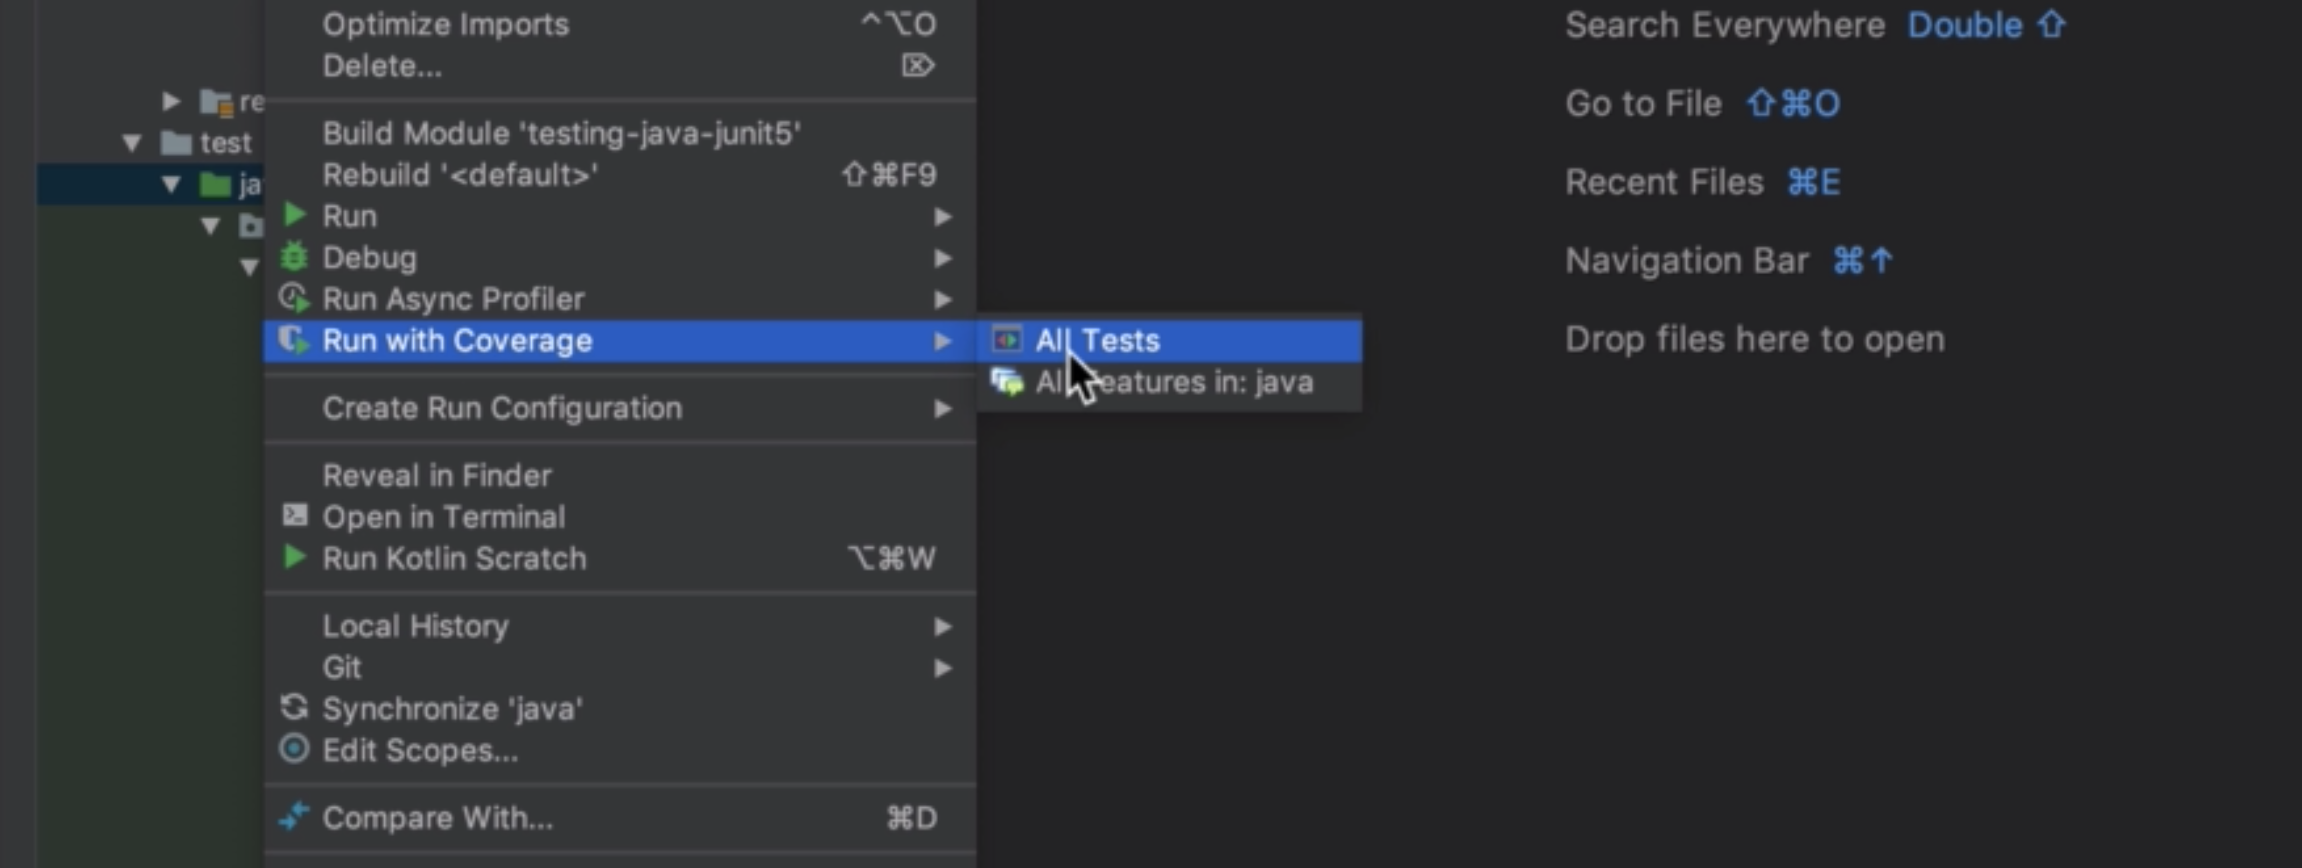 Optimize Imports ^⌥O
Delete... ⌦
re
test
Build Module 'testing-java-junit5'
Rebuild '<default>' ⇧⌘F9
ja
Run
Debug
Run Async Profiler
Run with Coverage
All Tests
All Features in: java
Create Run Configuration
Reveal in Finder
Open in Terminal
Run Kotlin Scratch ⌥⌘W
Local History
Git
Synchronize 'java'
Edit Scopes...
Compare With... ⌘D
Search Everywhere Double ⇧
Go to File ⇧⌘O
Recent Files ⌘E
Navigation Bar ⌘↑
Drop files here to open